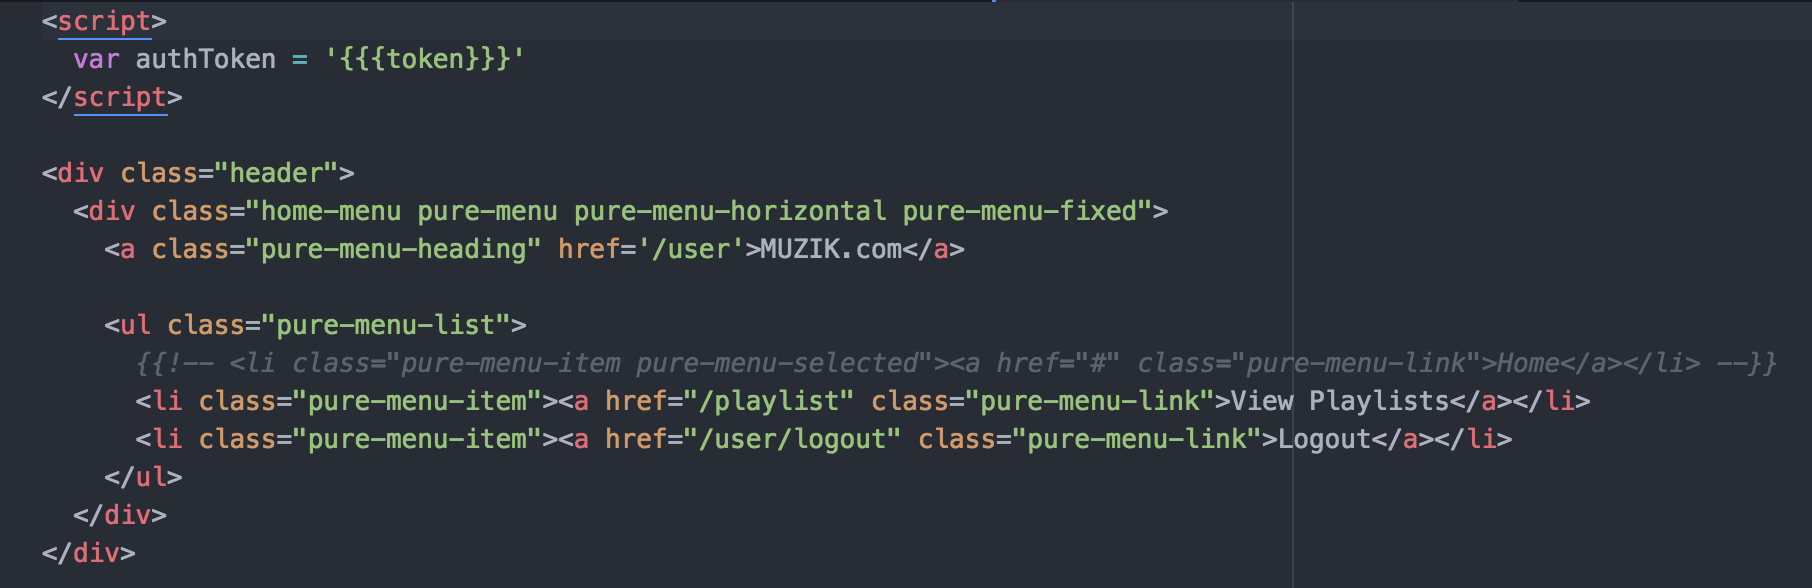 <script>
  var authToken = '{{{token}}}'
</script>

<div class="header">
  <div class="home-menu pure-menu pure-menu-horizontal pure-menu-fixed">
    <a class="pure-menu-heading" href='/user'>MUZIK.com</a>

    <ul class="pure-menu-list">
      {{!-- <li class="pure-menu-item pure-menu-selected"><a href="#" class="pure-menu-link">Home</a></li> --}}
      <li class="pure-menu-item"><a href="/playlist" class="pure-menu-link">View Playlists</a></li>
      <li class="pure-menu-item"><a href="/user/logout" class="pure-menu-link">Logout</a></li>
    </ul>
  </div>
</div>